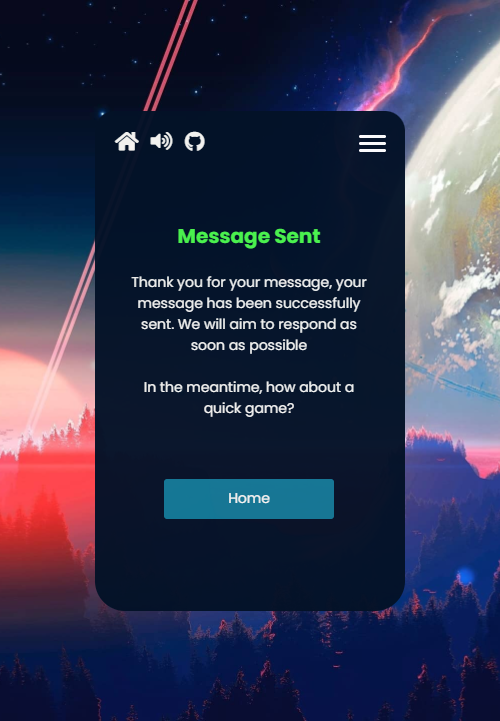 Message Sent
Thank you for your message, your
message has been successfully
sent. We will aim to respond as
soon as possible
In the meantime, how about a
quick game?
Home